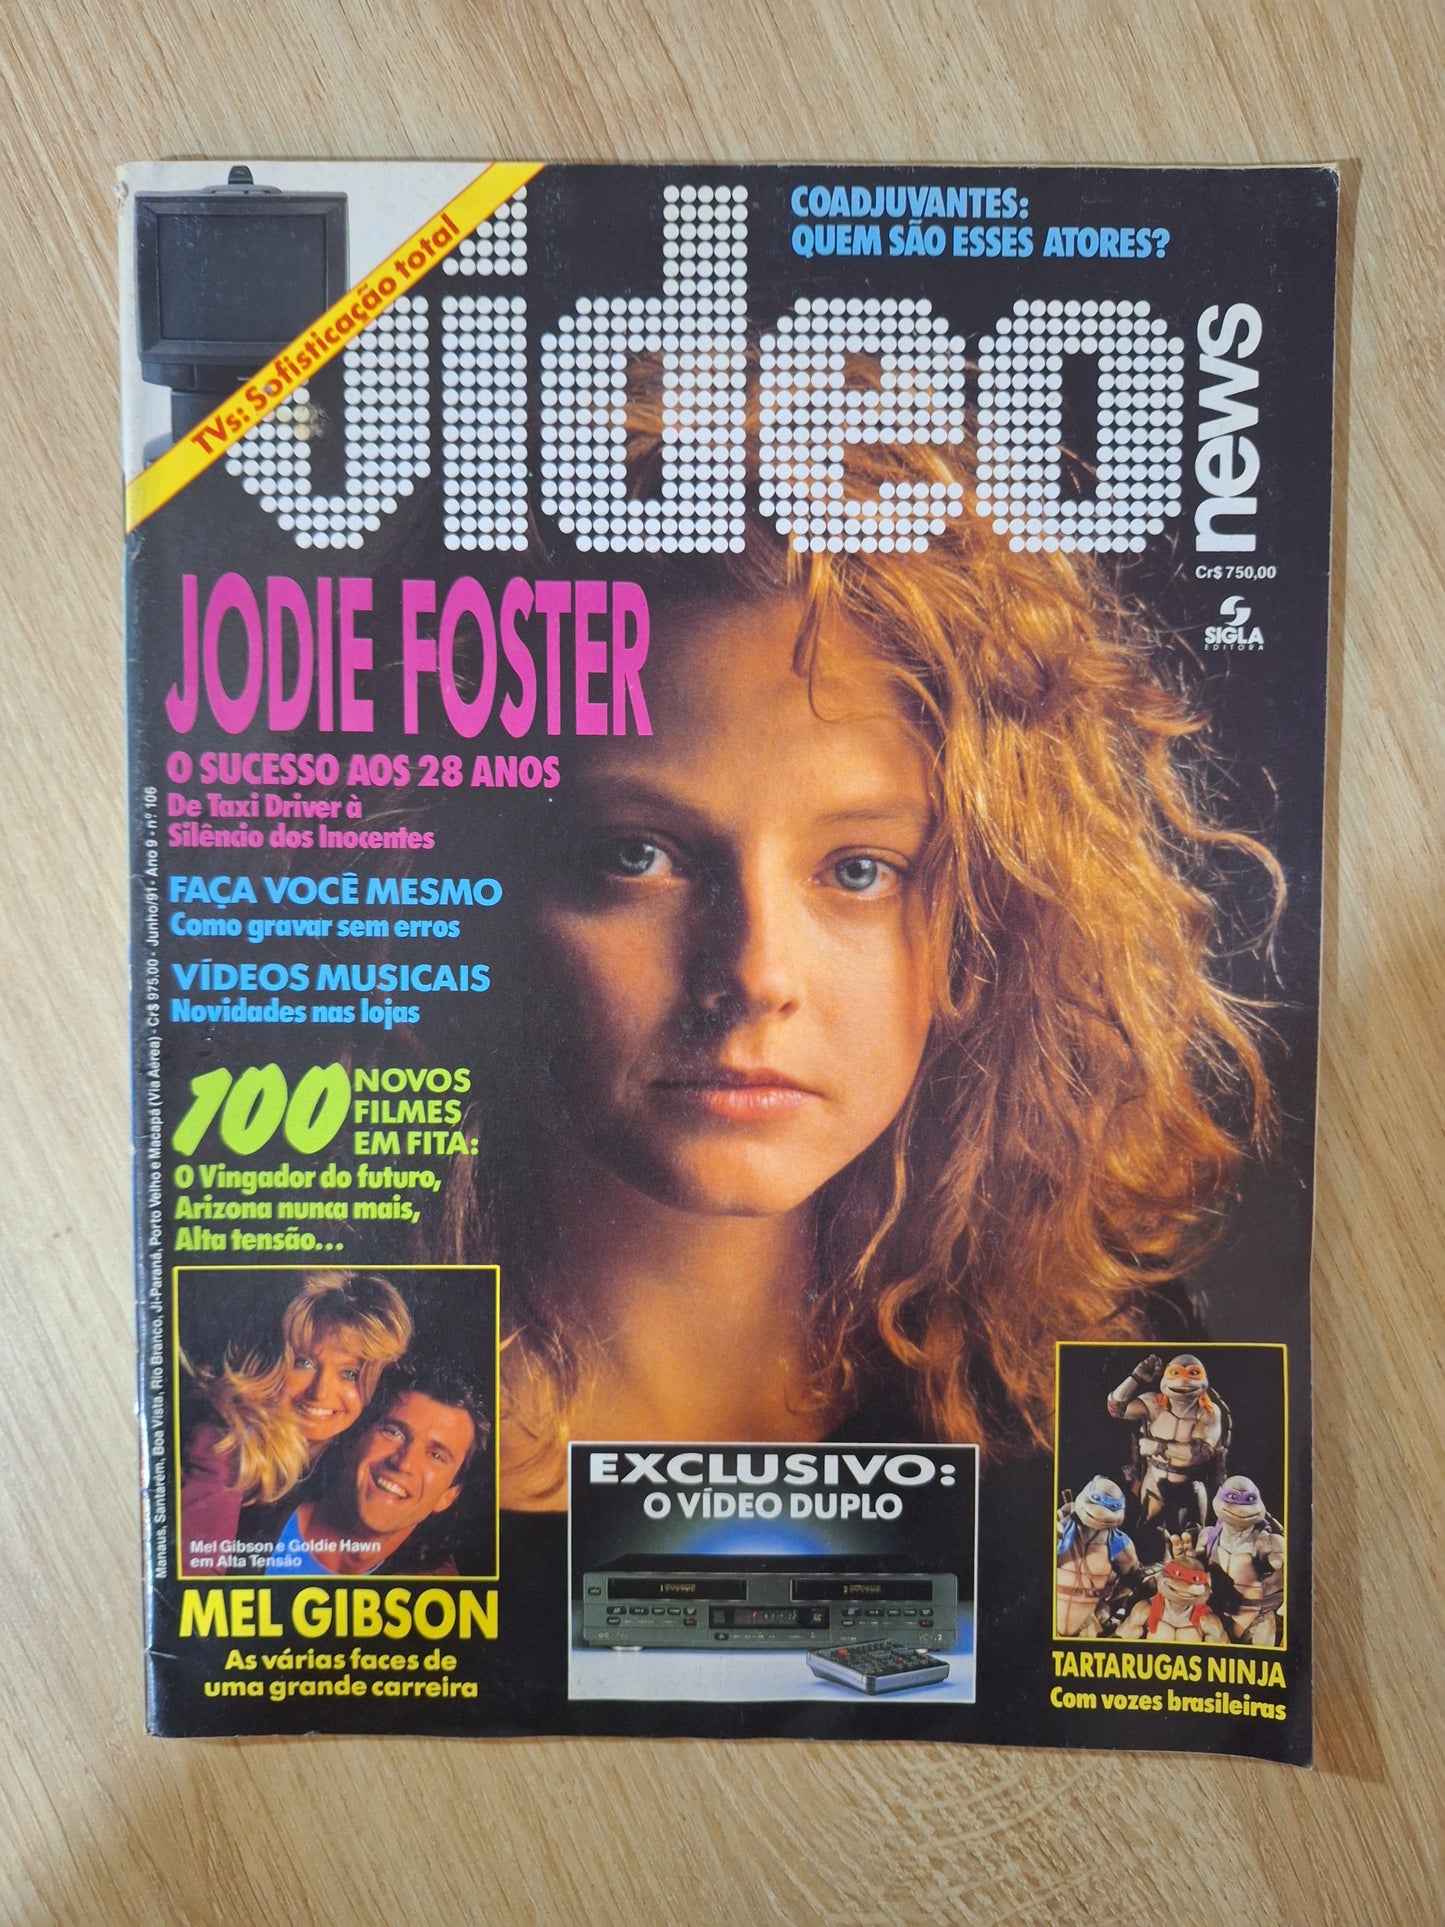 TVs: Sofisticação total
COADJUVANTES:
QUEM SÃO ESSES ATORES?
video
news
Cr$ 750,00
SIGLA
EDITORA
JODIE FOSTER
O SUCESSO AOS 28 ANOS
De Taxi Driver à
Silêncio dos Inocentes
FAÇA VOCÊ MESMO
Como gravar sem erros
VÍDEOS MUSICAIS
Novidades nas lojas
100 NOVOS
FILMES
EM FITA:
O Vingador do futuro,
Arizona nunca mais,
Alta tensão...
Mel Gibson e Goldie Hawn
em Alta Tensão
MEL GIBSON
As várias faces de
uma grande carreira
EXCLUSIVO:
O VÍDEO DUPLO
TARTARUGAS NINJA
Com vozes brasileiras
Manaus, Santarém, Boa Vista, Rio Branco, Ji-Paraná, Porto Velho e Macapá (Via Aérea) - Cr$ 975,00 - Junho/91 - Ano 9 - nº 106